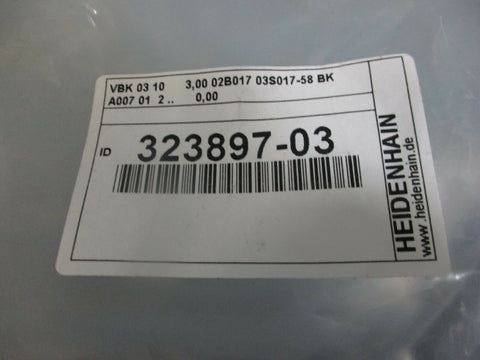 VBK 03 10 3,00 02B017 03S017-58 BK
A007 01 2 .. 0,00
ID 323897-03
HEIDENHAIN
www.heidenhain.de